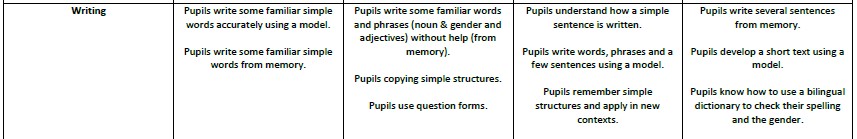 Writing
Pupils write some familiar simple
words accurately using a model.
Pupils write some familiar simple
words from memory.
Pupils write some familiar words
and phrases (noun & gender and
adjectives) without help (from
memory).
Pupils copying simple structures.
Pupils use question forms.
Pupils understand how a simple
sentence is written.
Pupils write words, phrases and a
few sentences using a model.
Pupils remember simple
structures and apply in new
contexts.
Pupils write several sentences
from memory.
Pupils develop a short text using a
model.
Pupils know how to use a bilingual
dictionary to check their spelling
and the gender.